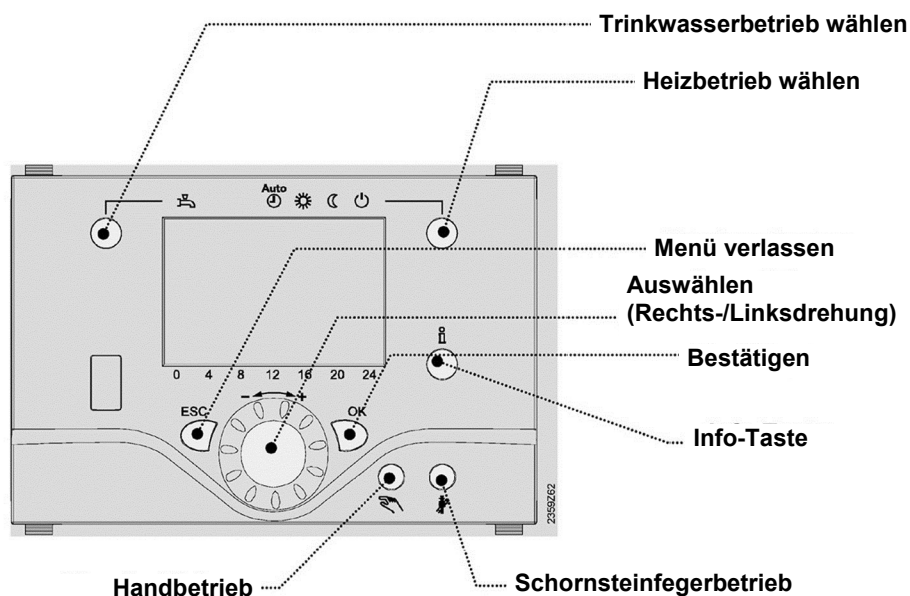 Trinkwasserbetrieb wählen
Heizbetrieb wählen
Auto
Menü verlassen
Auswählen
(Rechts-/Linksdrehung)
Bestätigen
0 4 8 12 16 20 24
- +
ESC
OK
Info-Taste
2359Z62
Handbetrieb
Schornsteinfegerbetrieb